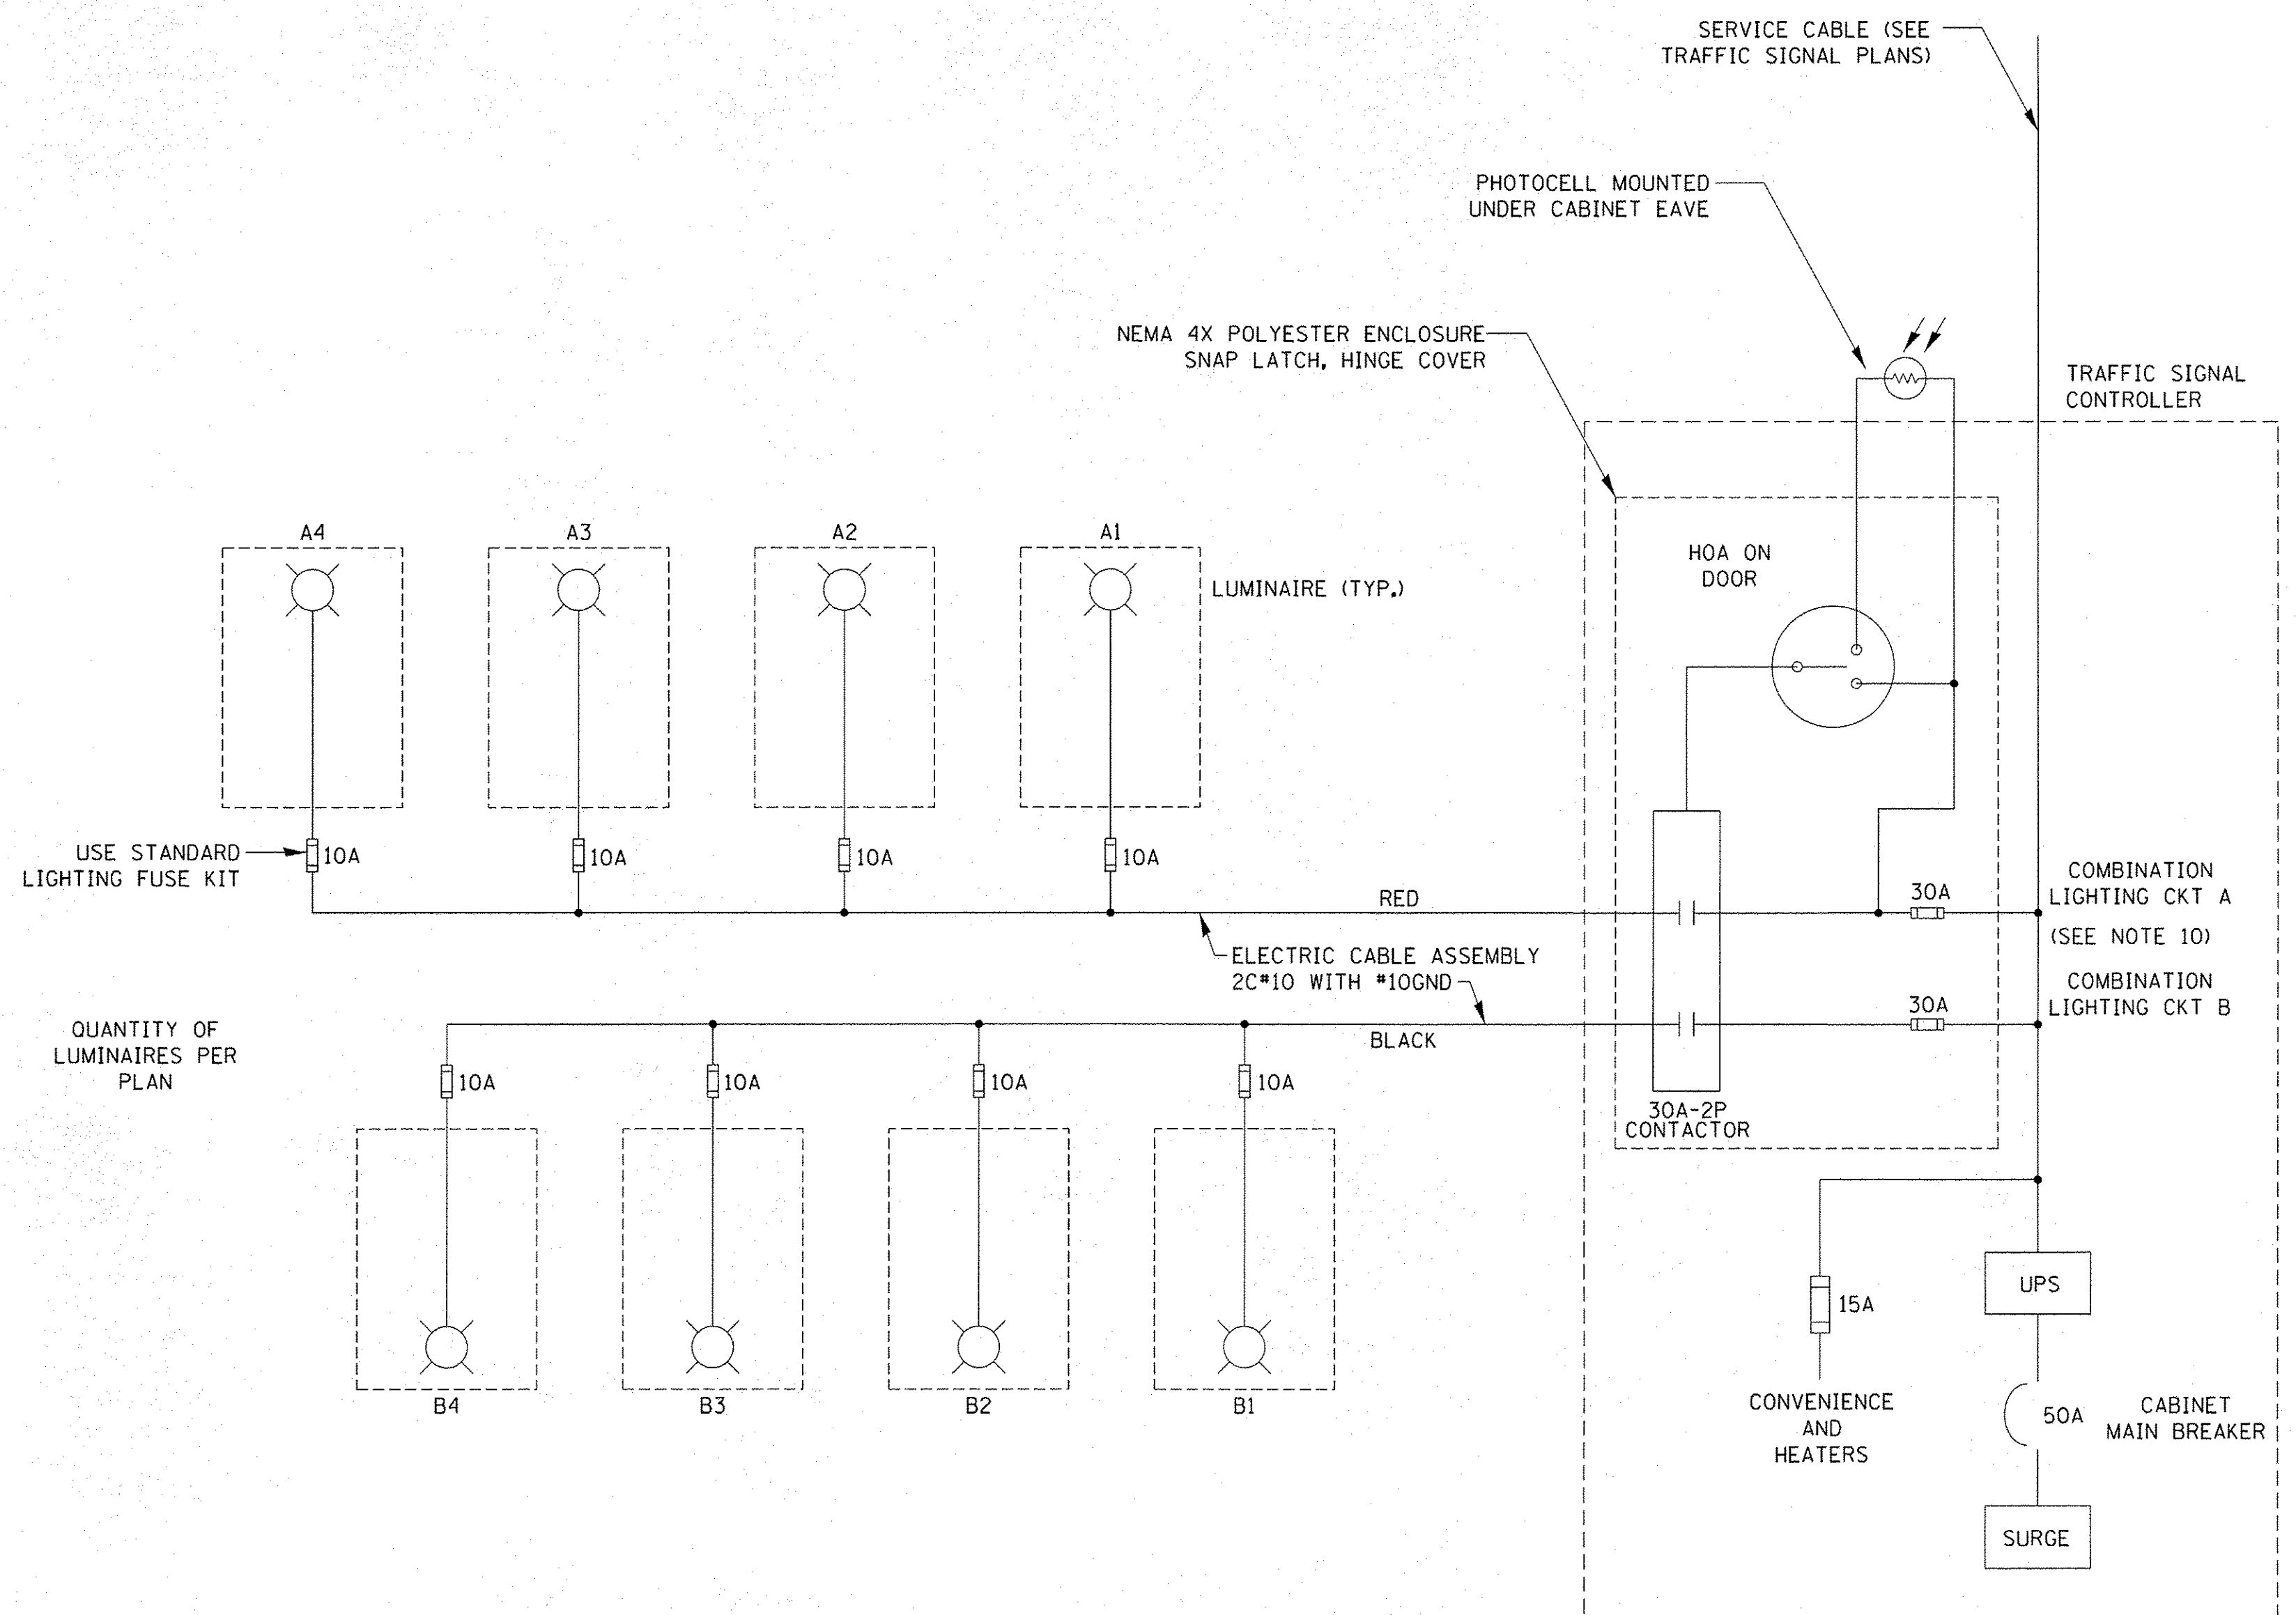 SERVICE CABLE (SEE
TRAFFIC SIGNAL PLANS)
PHOTOCELL MOUNTED
UNDER CABINET EAVE
NEMA 4X POLYESTER ENCLOSURE
SNAP LATCH, HINGE COVER
TRAFFIC SIGNAL
CONTROLLER
HOA ON
DOOR
A4
A3
A2
A1
LUMINAIRE (TYP.)
USE STANDARD
LIGHTING FUSE KIT
10A
10A
10A
10A
RED
30A
COMBINATION
LIGHTING CKT A
(SEE NOTE 10)
ELECTRIC CABLE ASSEMBLY
2C#10 WITH #10GND
COMBINATION
LIGHTING CKT B
30A
BLACK
QUANTITY OF
LUMINAIRES PER
PLAN
10A
10A
10A
10A
30A-2P
CONTACTOR
B4
B3
B2
B1
15A
UPS
CONVENIENCE
AND
HEATERS
50A
CABINET
MAIN BREAKER
SURGE